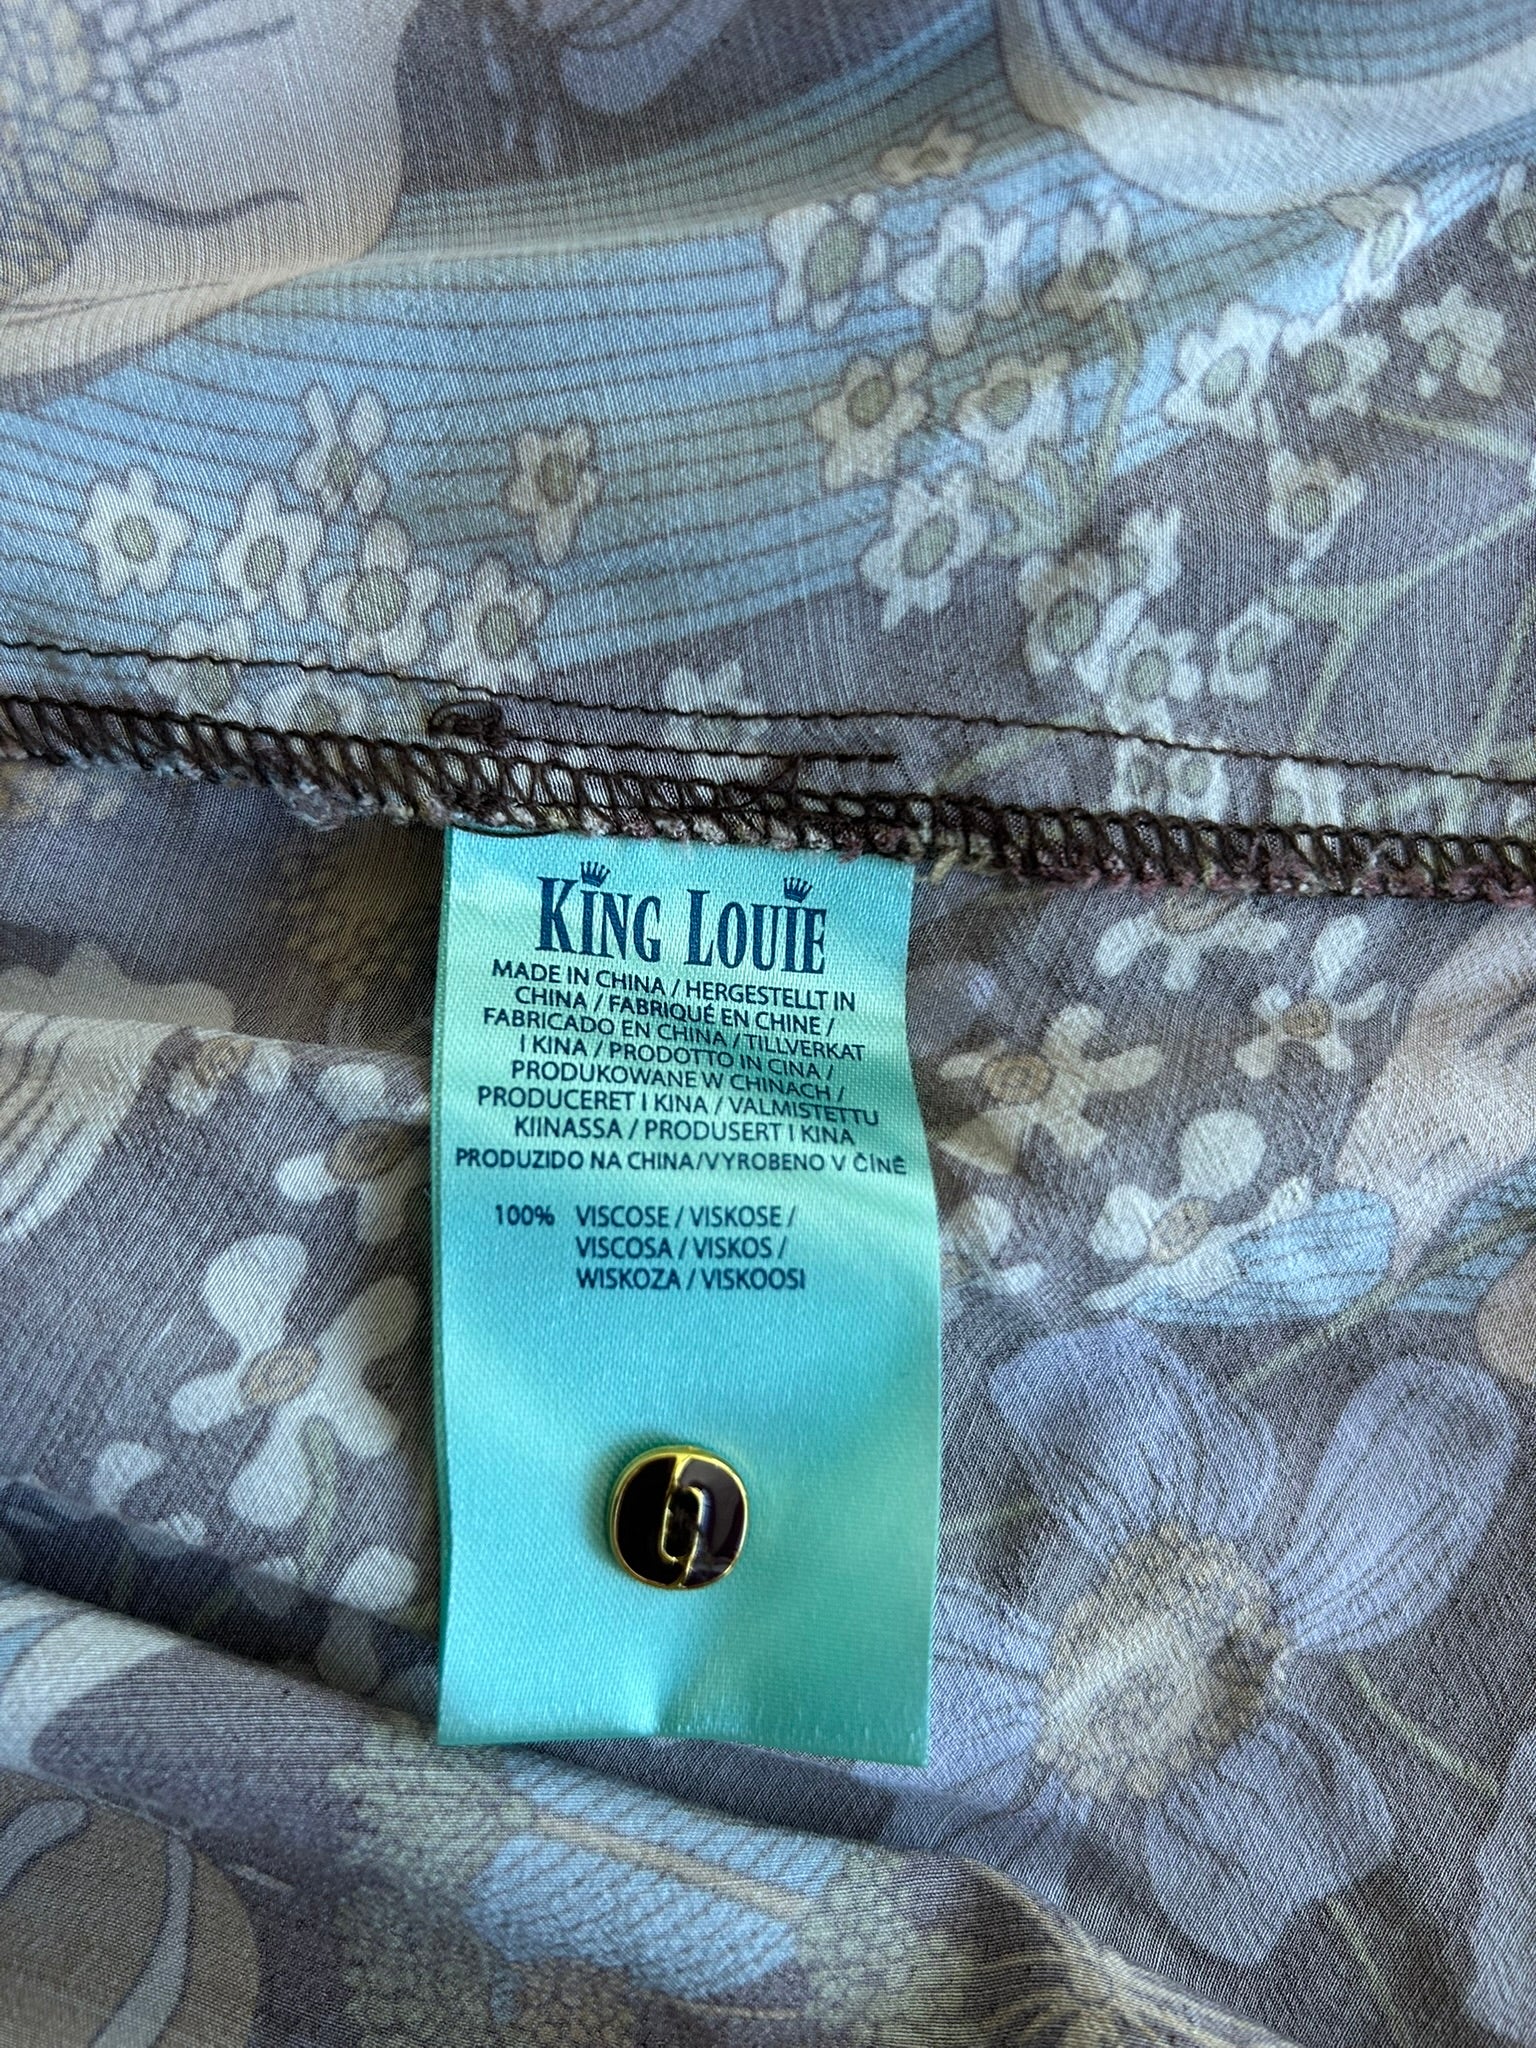 KING LOUIE
MADE IN CHINA / HERGESTELLT IN
CHINA / FABRIQUÉ EN CHINE /
FABRICADO EN CHINA / TILLVERKAT
I KINA / PRODOTTO IN CINA /
PRODUKOWANE W CHINACH /
PRODUCERET I KINA / VALMISTETTU
KIINASSA / PRODUSERT I KINA
PRODUZIDO NA CHINA/VYROBENO V ČÍNĚ
100% VISCOSE / VISKOSE /
VISCOSA / VISKOS /
WISKOZA / VISKOOSI